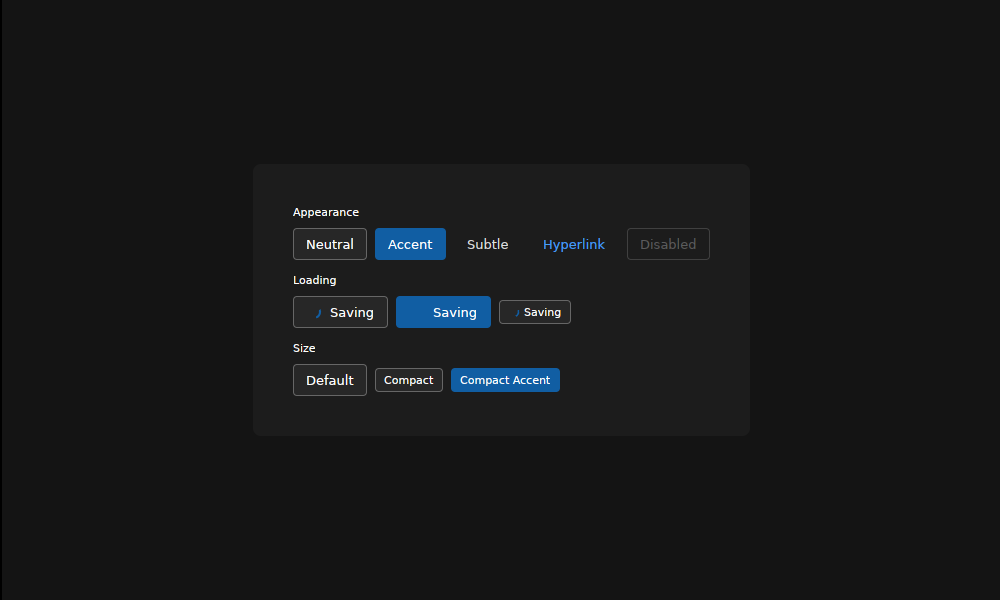 Appearance
Neutral Accent Subtle Hyperlink Disabled
Loading
Saving Saving Saving
Size
Default Compact Compact Accent